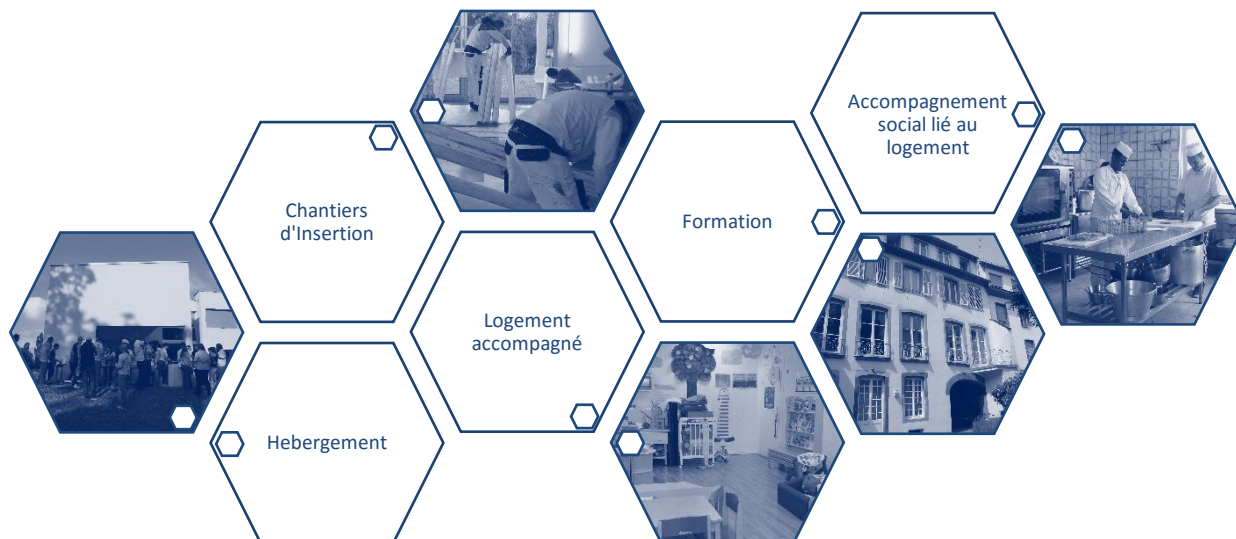 Accompagnement
social lié au
logement
Chantiers
d'Insertion
Formation
Logement
accompagné
Hebergement